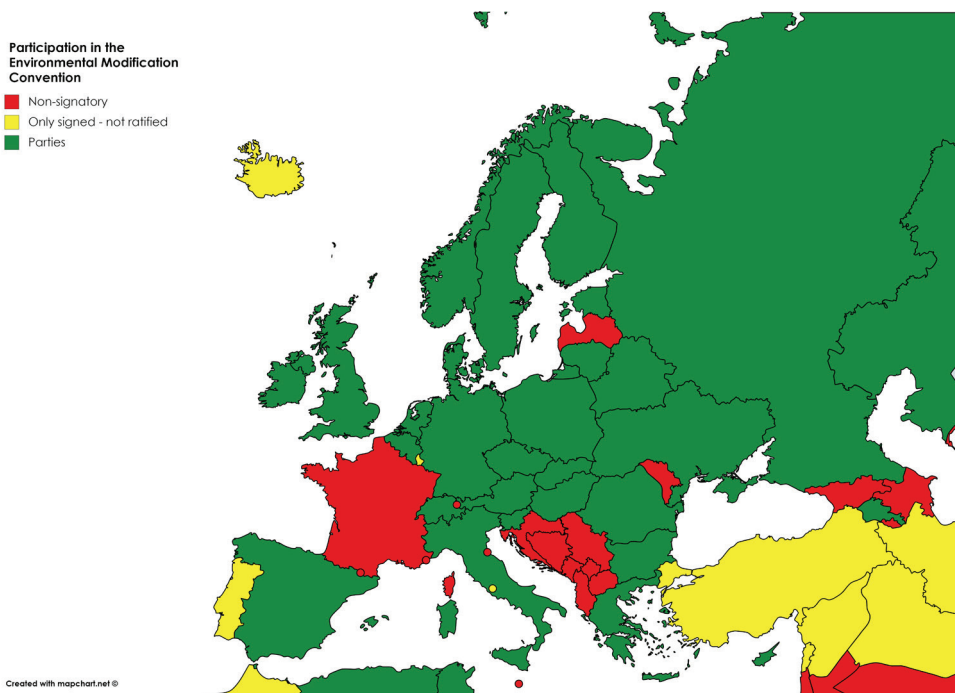 Participation in the
Environmental Modification
Convention
Non-signatory
Only signed - not ratified
Parties
Created with mapchart.net ©